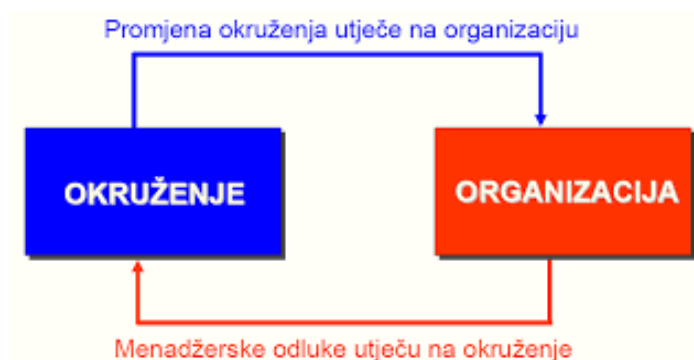 Promjena okruženja utječe na organizaciju
OKRUŽENJE
ORGANIZACIJA
Menadžerske odluke utječu na okruženje